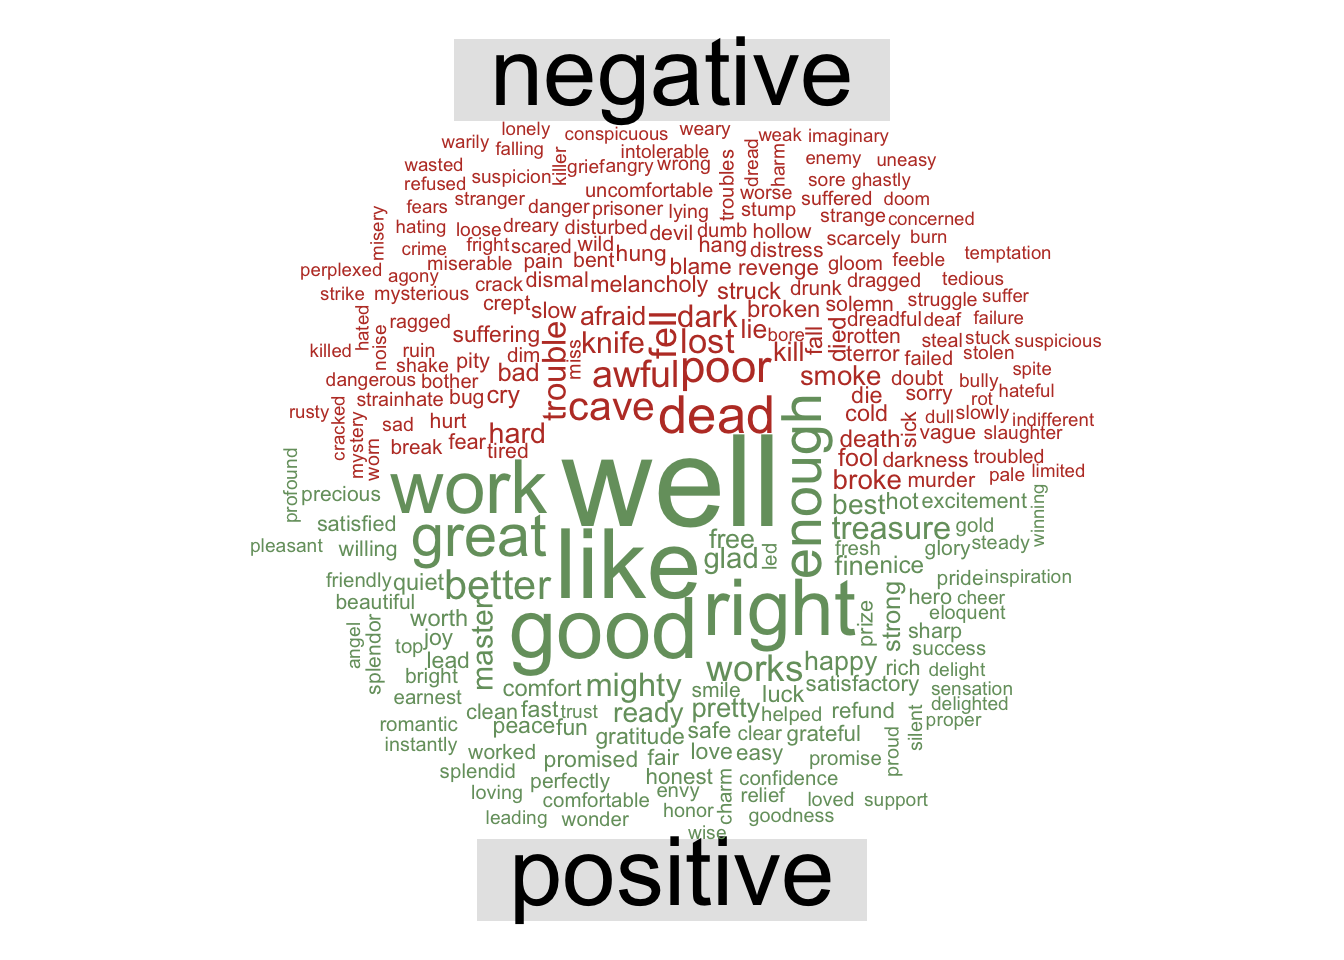 negative
lonely conspicuous weary
warily falling killer intolerable dread weak imaginary
wasted grief angry wrong harm enemy uneasy
refused suspicion uncomfortable troubles worse sore ghastly
fears stranger danger prisoner lying stump suffered doom
misery hating loose dreary disturbed devil dumb hollow strange concerned
crime fright scared wild hung hang distress scarcely burn
perplexed agony miserable pain bent blame revenge gloom feeble temptation
strike mysterious crack dismal melancholy struck drunk dragged tedious
crept slow afraid dark broken solemn struggle suffer
hated ragged suffering trouble knife fell lost lie bore fall died dreadful deaf failure
killed noise ruin shake pity dim miss kill terror rotten steal stuck suspicious
dangerous bother bad awful poor smoke doubt failed stolen spite
strain hate bug cry cave dead die sorry bully rot hateful
rusty cracked mystery worn sad hurt hard cold sick dull slowly indifferent
break fear tired death vague slaughter
fool darkness troubled
broke murder pale limited
profound precious work well enough best hot excitement winning
satisfied great treasure gold
pleasant willing like free glad led fresh glory steady
friendly quiet better fine nice pride inspiration
beautiful good right prize strong hero cheer
angel splendor worth master eloquent
top joy sharp
lead works happy rich success
bright comfort mighty smile luck satisfactory delight
earnest sensation
clean fast trust ready pretty helped refund delighted
romantic peace fun gratitude safe clear grateful proud silent proper
instantly worked promised fair love easy promise
splendid perfectly honest charm confidence
loving comfortable envy relief loved support
leading wonder honor goodness
wise
positive